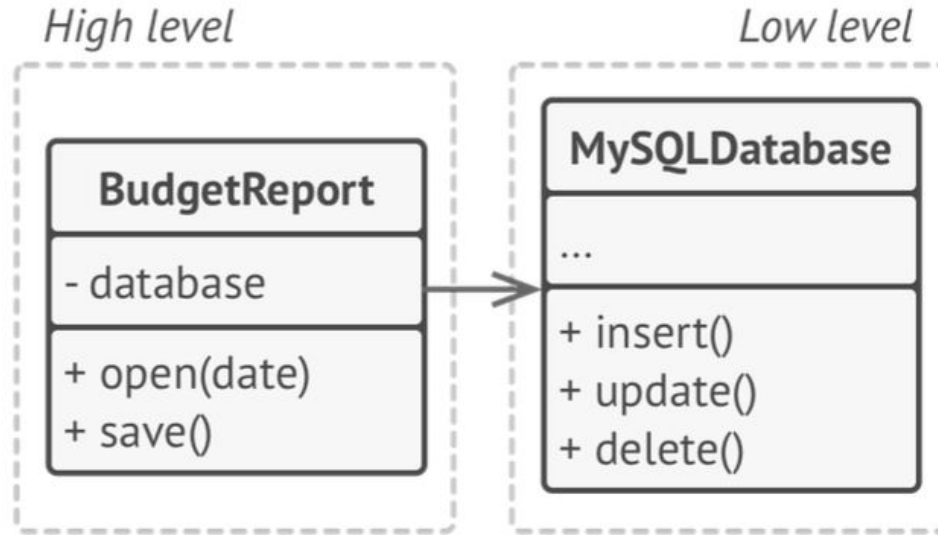 High level
Low level
BudgetReport
- database
+ open(date)
+ save()
MySQLDatabase
...
+ insert()
+ update()
+ delete()